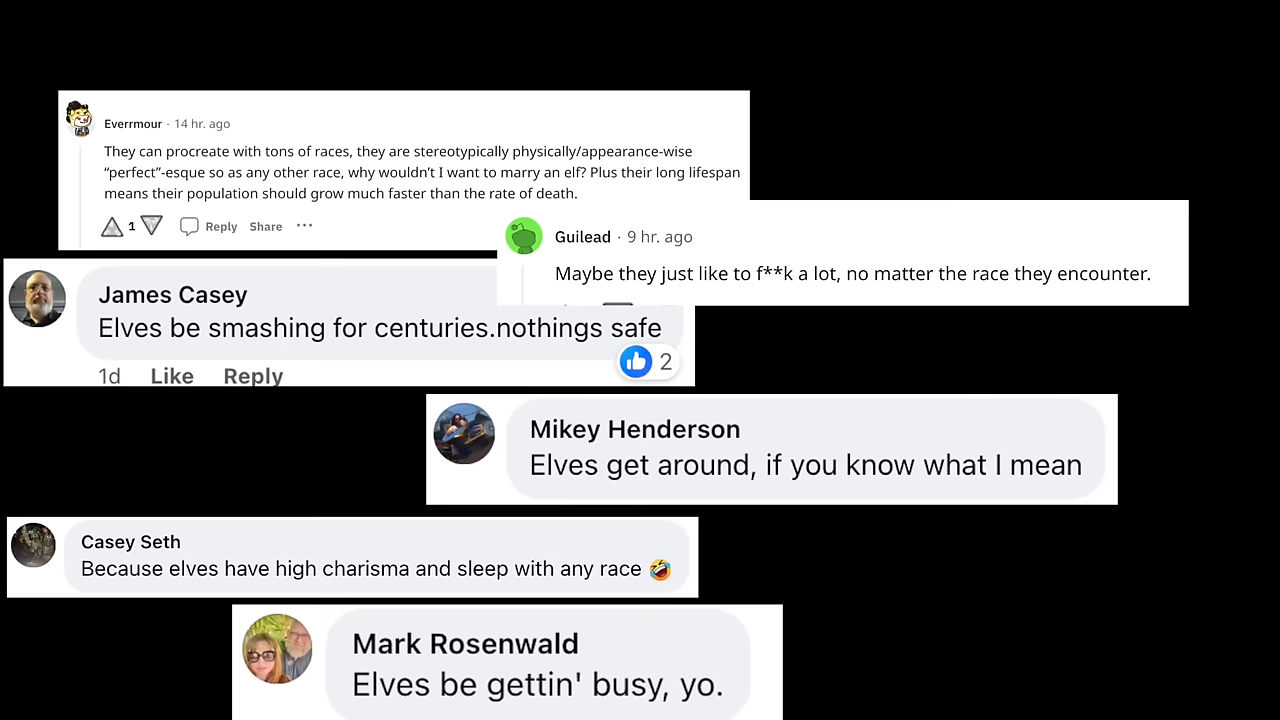 Everrmour · 14 hr. ago
They can procreate with tons of races, they are stereotypically physically/appearance-wise
“perfect”-esque so as any other race, why wouldn’t I want to marry an elf? Plus their long lifespan
means their population should grow much faster than the rate of death.
1 Reply Share ···
Guilead · 9 hr. ago
Maybe they just like to f**k a lot, no matter the race they encounter.
James Casey
Elves be smashing for centuries.nothings safe
2
1d Like Reply
Mikey Henderson
Elves get around, if you know what I mean
Casey Seth
Because elves have high charisma and sleep with any race 🤣
Mark Rosenwald
Elves be gettin' busy, yo.